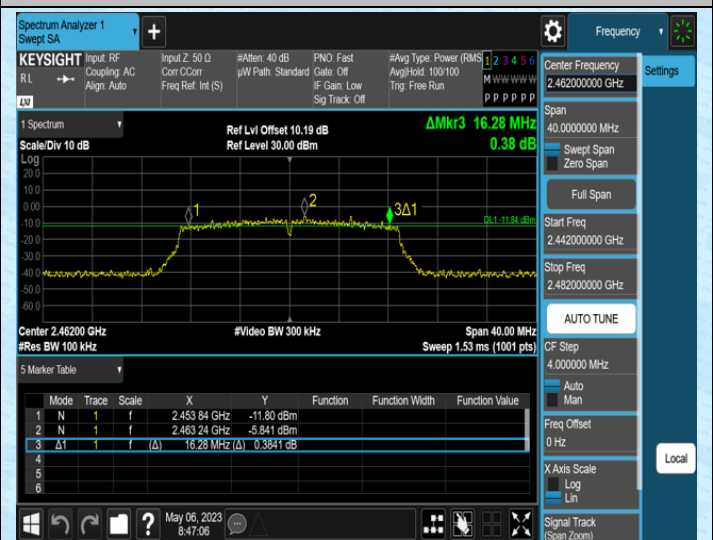 Spectrum Analyzer 1
Swept SA
Frequency
KEYSIGHT Input: RF Input Z: 50 Ω #Atten: 40 dB PNO: Fast #Avg Type: Power (RMS 1 2 3 4 5 6
R L Coupling: AC Corr CCorr µW Path: Standard Gate: Off Avg|Hold: 100/100 M W W W W W
Align: Auto Freq Ref: Int (S) IF Gain: Low Trig: Free Run
Sig Track: Off P P P P P P
LXI
1 Spectrum
Scale/Div 10 dB
Ref Lvl Offset 10.19 dB
Ref Level 30.00 dBm
ΔMkr3 16.28 MHz
0.38 dB
Log
20.0
10.0
0.00
-10.0
-20.0
-30.0
-40.0
-50.0
-60.0
1
2
3Δ1
DL1 -11.84 dBm
Center 2.46200 GHz #Video BW 300 kHz Span 40.00 MHz
#Res BW 100 kHz Sweep 1.53 ms (1001 pts)
5 Marker Table
Mode Trace Scale X Y Function Function Width Function Value
1 N 1 f 2.453 84 GHz -11.80 dBm
2 N 1 f 2.463 24 GHz -5.841 dBm
3 Δ1 1 f (Δ) 16.28 MHz (Δ) 0.3841 dB
4
5
6
May 06, 2023
8:47:06
Center Frequency
2.462000000 GHz
Span
40.0000000 MHz
Swept Span
Zero Span
Full Span
Start Freq
2.442000000 GHz
Stop Freq
2.482000000 GHz
AUTO TUNE
CF Step
4.000000 MHz
Auto
Man
Freq Offset
0 Hz
X Axis Scale
Log
Lin
Signal Track
(Span Zoom)
Settings
Local